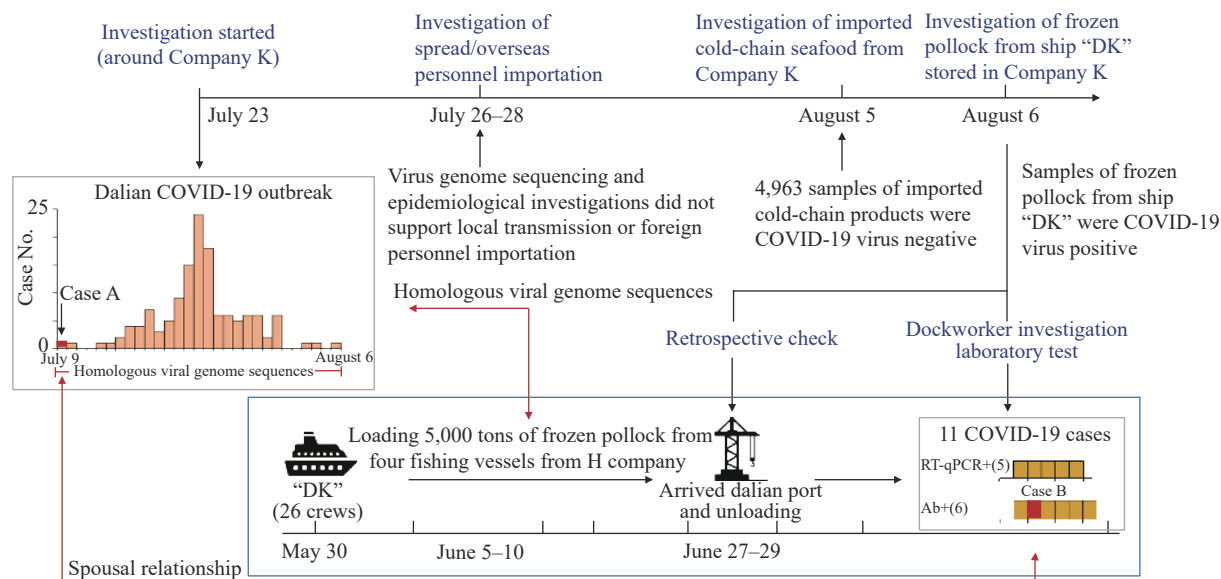 Investigation started
(around Company K)
Investigation of
spread/overseas
personnel importation
Investigation of imported
cold-chain seafood from
Company K
Investigation of frozen
pollock from ship “DK”
stored in Company K
July 23
July 26–28
August 5
August 6
Dalian COVID-19 outbreak
25
Case No.
Case A
0
July 9
August 6
Homologous viral genome sequences
Virus genome sequencing and
epidemiological investigations did not
support local transmission or foreign
personnel importation
4,963 samples of imported
cold-chain products were
COVID-19 virus negative
Samples of frozen
pollock from ship
“DK” were COVID-19
virus positive
Homologous viral genome sequences
Retrospective check
Dockworker investigation
laboratory test
“DK”
(26 crews)
Loading 5,000 tons of frozen pollock from
four fishing vessels from H company
Arrived dalian port
and unloading
11 COVID-19 cases
RT-qPCR+(5)
Case B
Ab+(6)
May 30
June 5–10
June 27–29
Spousal relationship